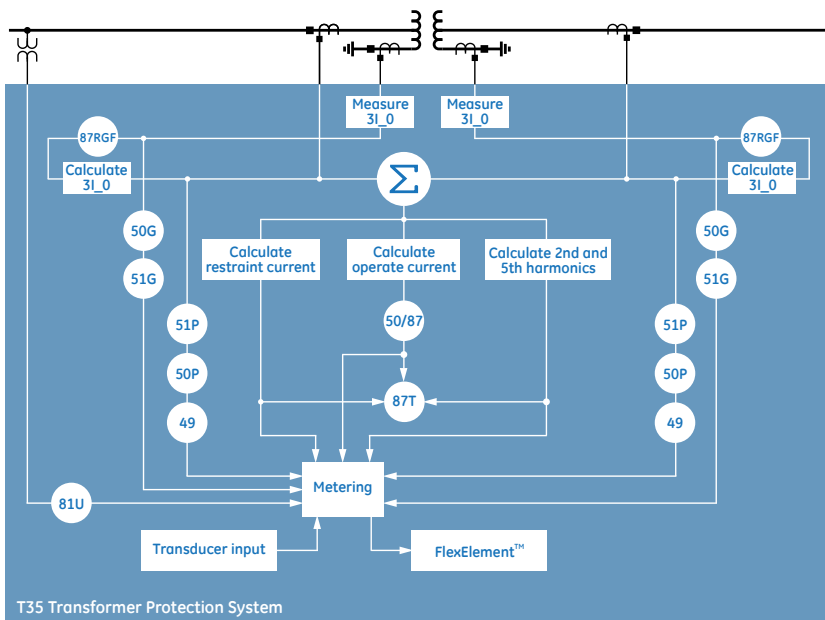 Measure
3I_0
Measure
3I_0
87RGF
87RGF
Calculate
3I_0
Σ
Calculate
3I_0
50G
50G
Calculate
restraint current
Calculate
operate current
Calculate 2nd and
5th harmonics
51G
51G
51P
50/87
51P
50P
50P
87T
49
49
Metering
81U
Transducer input
FlexElement™
T35 Transformer Protection System